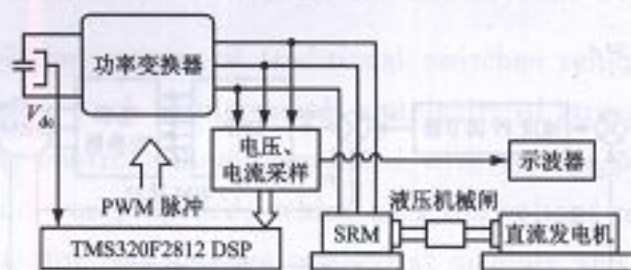 功率变换器
V_dc
电压、
电流采样
示波器
PWM 脉冲
液压机械闸
TMS320F2812 DSP
SRM
直流发电机